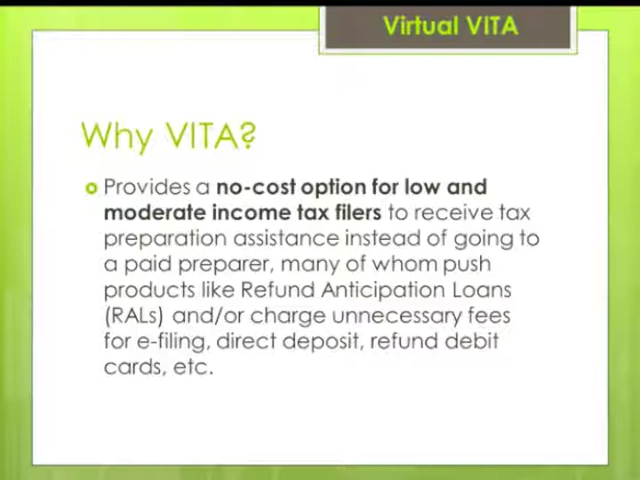 Virtual VITA
Why VITA?
Provides a no-cost option for low and
moderate income tax filers to receive tax
preparation assistance instead of going to
a paid preparer, many of whom push
products like Refund Anticipation Loans
(RALs) and/or charge unnecessary fees
for e-filing, direct deposit, refund debit
cards, etc.